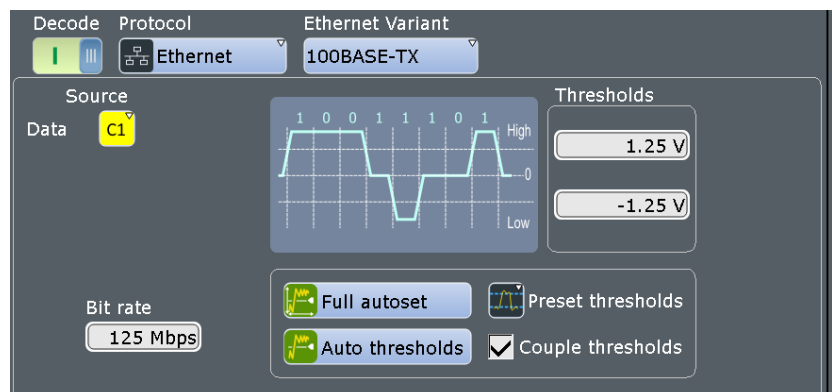 Decode Protocol Ethernet Variant
Ethernet 100BASE-TX
Source
Data C1
1 0 0 1 1 1 0 1
High
0
Low
Thresholds
1.25 V
-1.25 V
Bit rate
125 Mbps
Full autoset
Preset thresholds
Auto thresholds
Couple thresholds